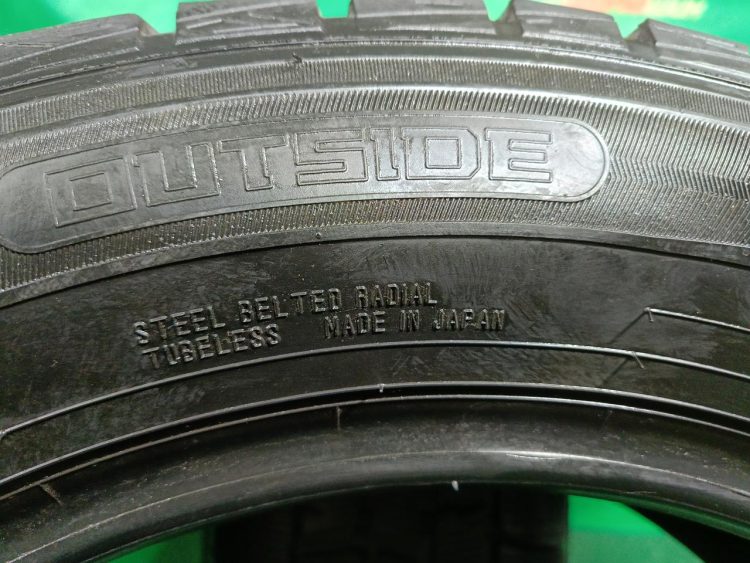 OUTSIDE
STEEL BELTED RADIAL
TUBELESS MADE IN JAPAN